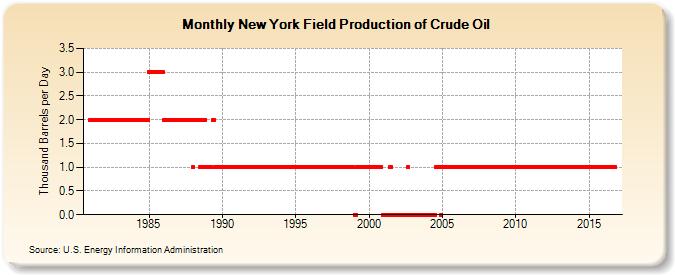 Monthly New York Field Production of Crude Oil
Thousand Barrels per Day
3.5
3.0
2.5
2.0
1.5
1.0
0.5
0.0
1985 1990 1995 2000 2005 2010 2015
Source: U.S. Energy Information Administration